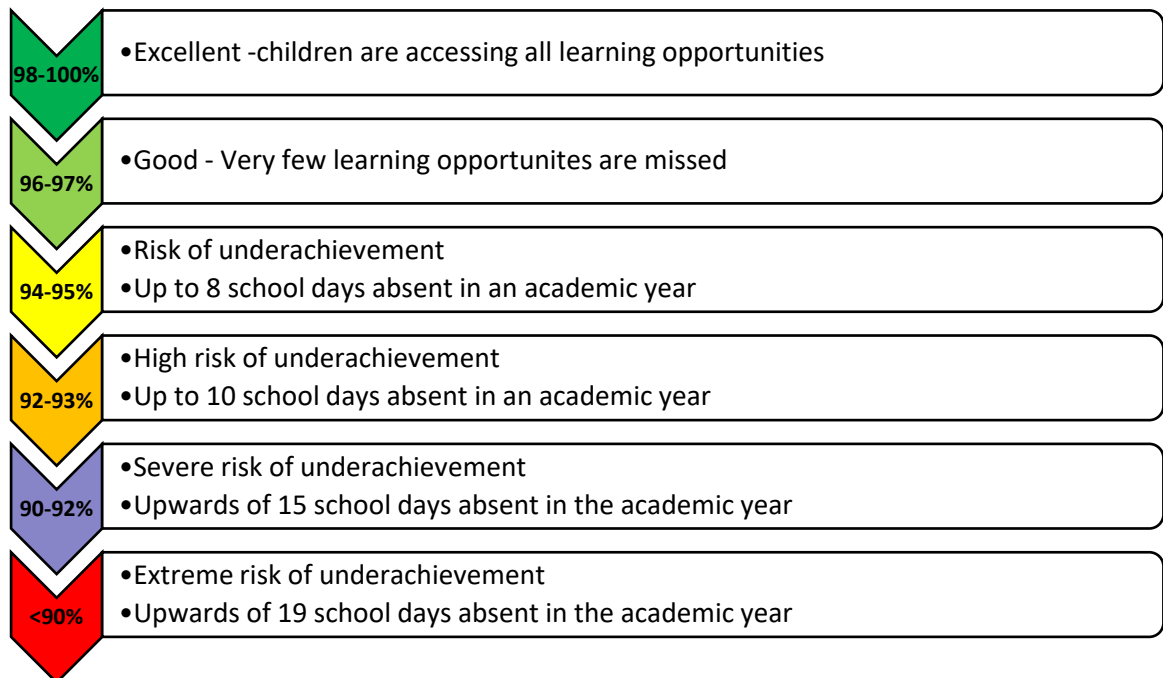 98-100%
•Excellent -children are accessing all learning opportunities
96-97%
•Good - Very few learning opportunites are missed
94-95%
•Risk of underachievement
•Up to 8 school days absent in an academic year
92-93%
•High risk of underachievement
•Up to 10 school days absent in an academic year
90-92%
•Severe risk of underachievement
•Upwards of 15 school days absent in the academic year
<90%
•Extreme risk of underachievement
•Upwards of 19 school days absent in the academic year